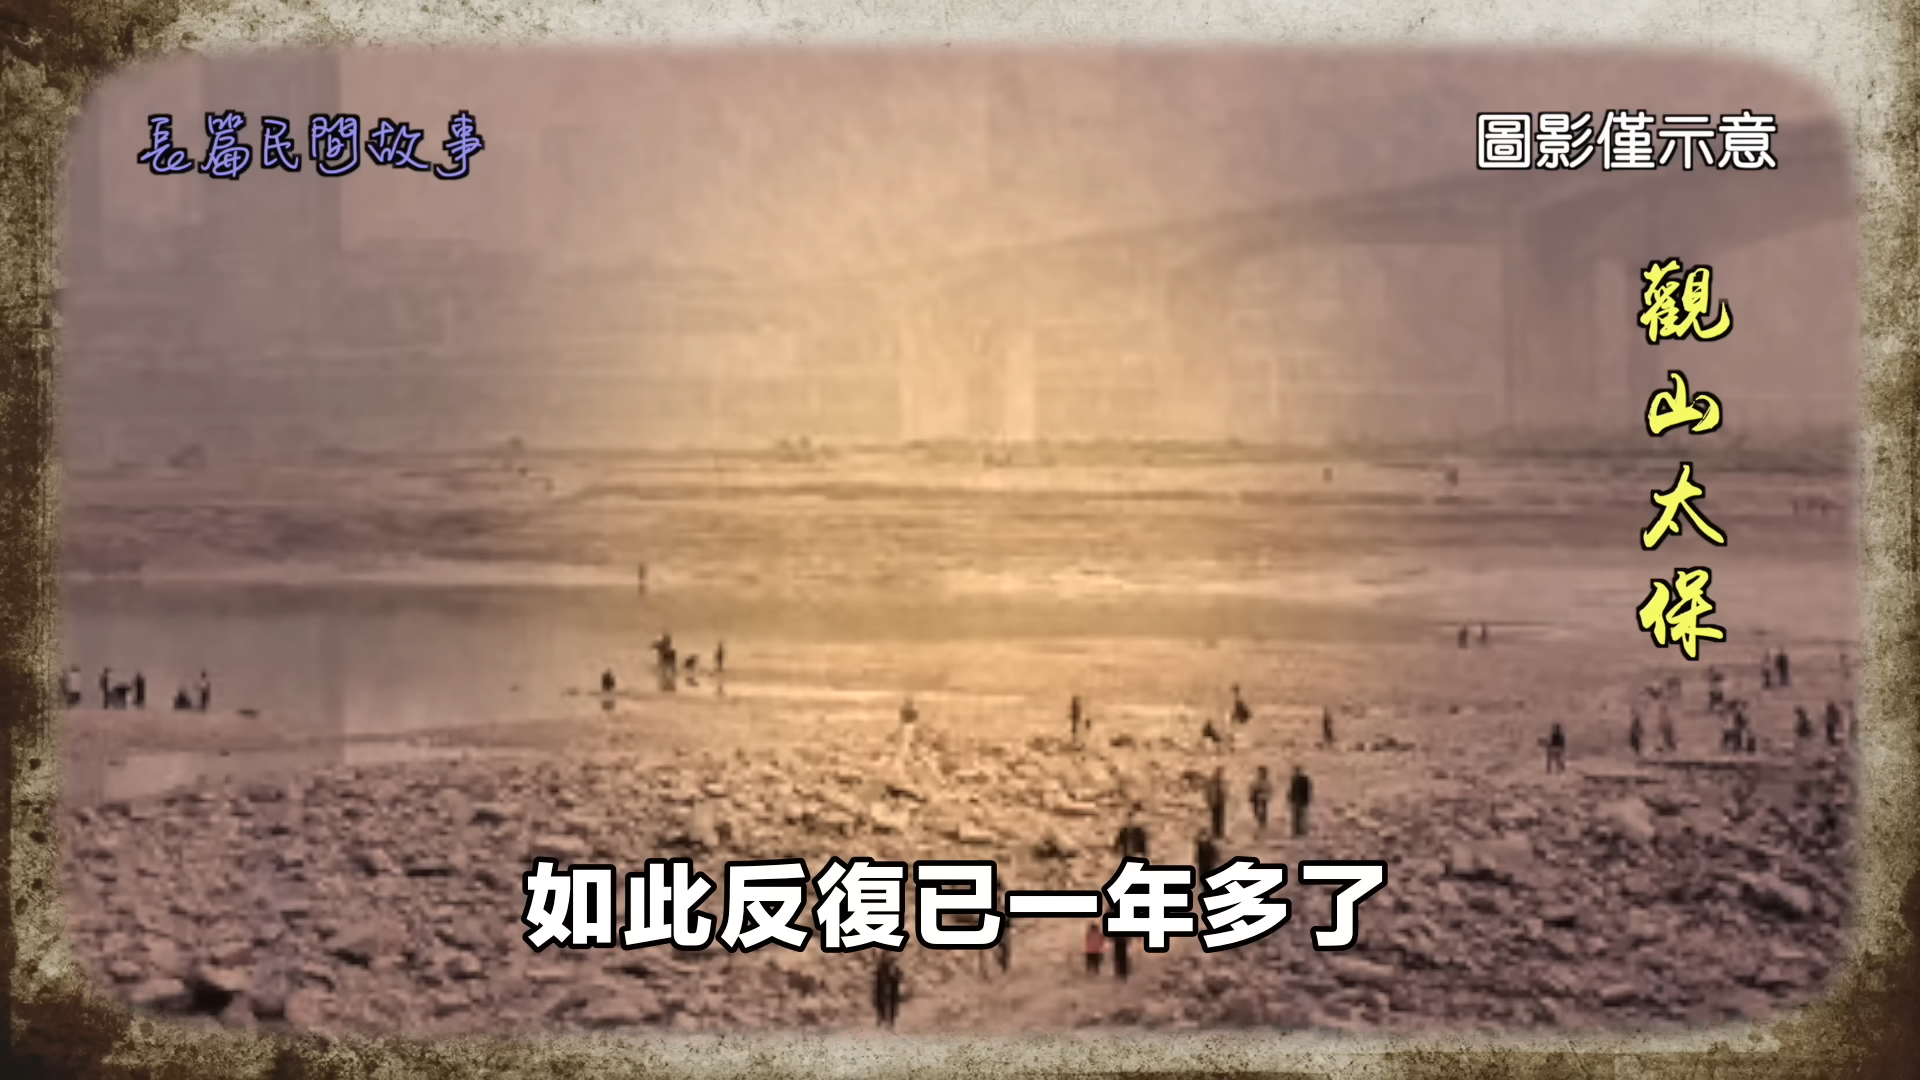 長篇民間故事
圖影僅示意
觀山太保
如此反復已一年多了